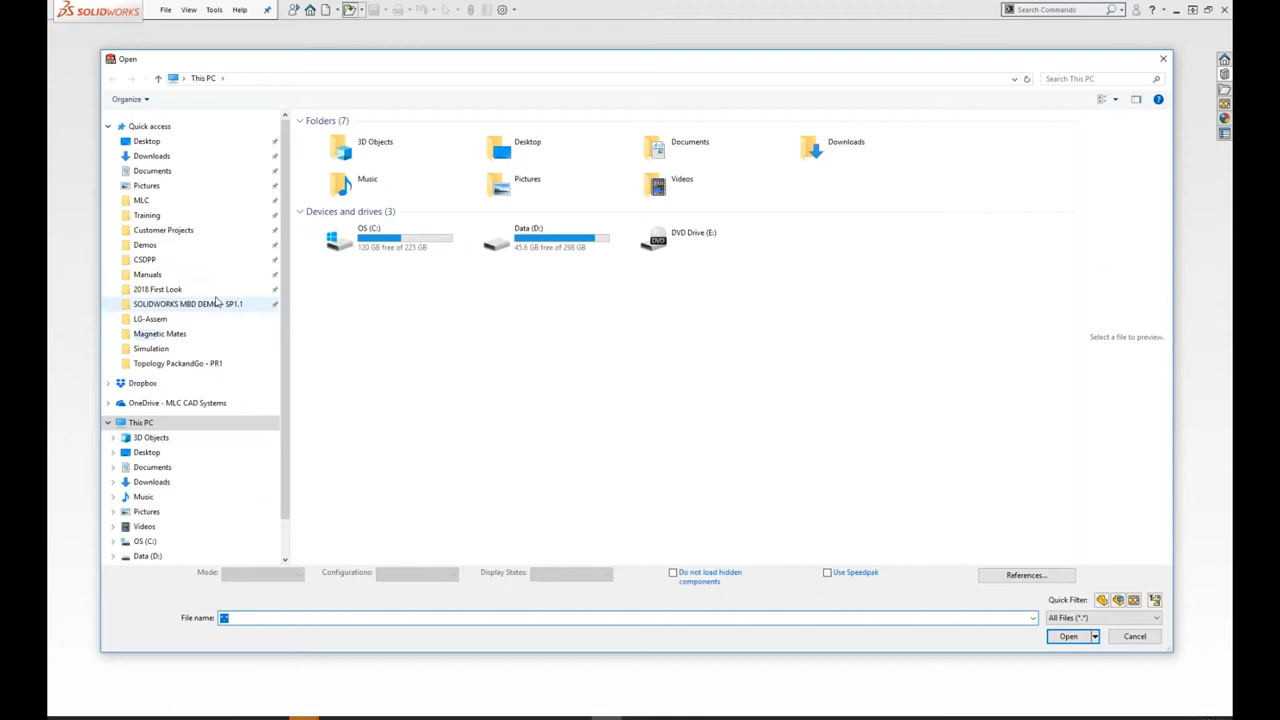 SOLIDWORKS File View Tools Help Search Commands ?
Open
This PC Search This PC
Organize
Quick access
Desktop
Downloads
Documents
Pictures
MLC
Training
Customer Projects
Demos
CSDPP
Manuals
2018 First Look
SOLIDWORKS MBD DEMO - SP1.1
LG-Assem
Magnetic Mates
Simulation
Topology PackandGo - PR1
Dropbox
OneDrive - MLC CAD Systems
This PC
3D Objects
Desktop
Documents
Downloads
Music
Pictures
Videos
OS (C:)
Data (D:)
Folders (7)
3D Objects Desktop Documents Downloads
Music Pictures Videos
Devices and drives (3)
OS (C:)
120 GB free of 225 GB
Data (D:)
45.6 GB free of 298 GB
DVD Drive (E:)
DVD
Select a file to preview.
Mode: Configurations: Display States:
Do not load hidden
components
Use Speedpak
References...
Quick Filter:
File name: All Files (*.*)
Open Cancel